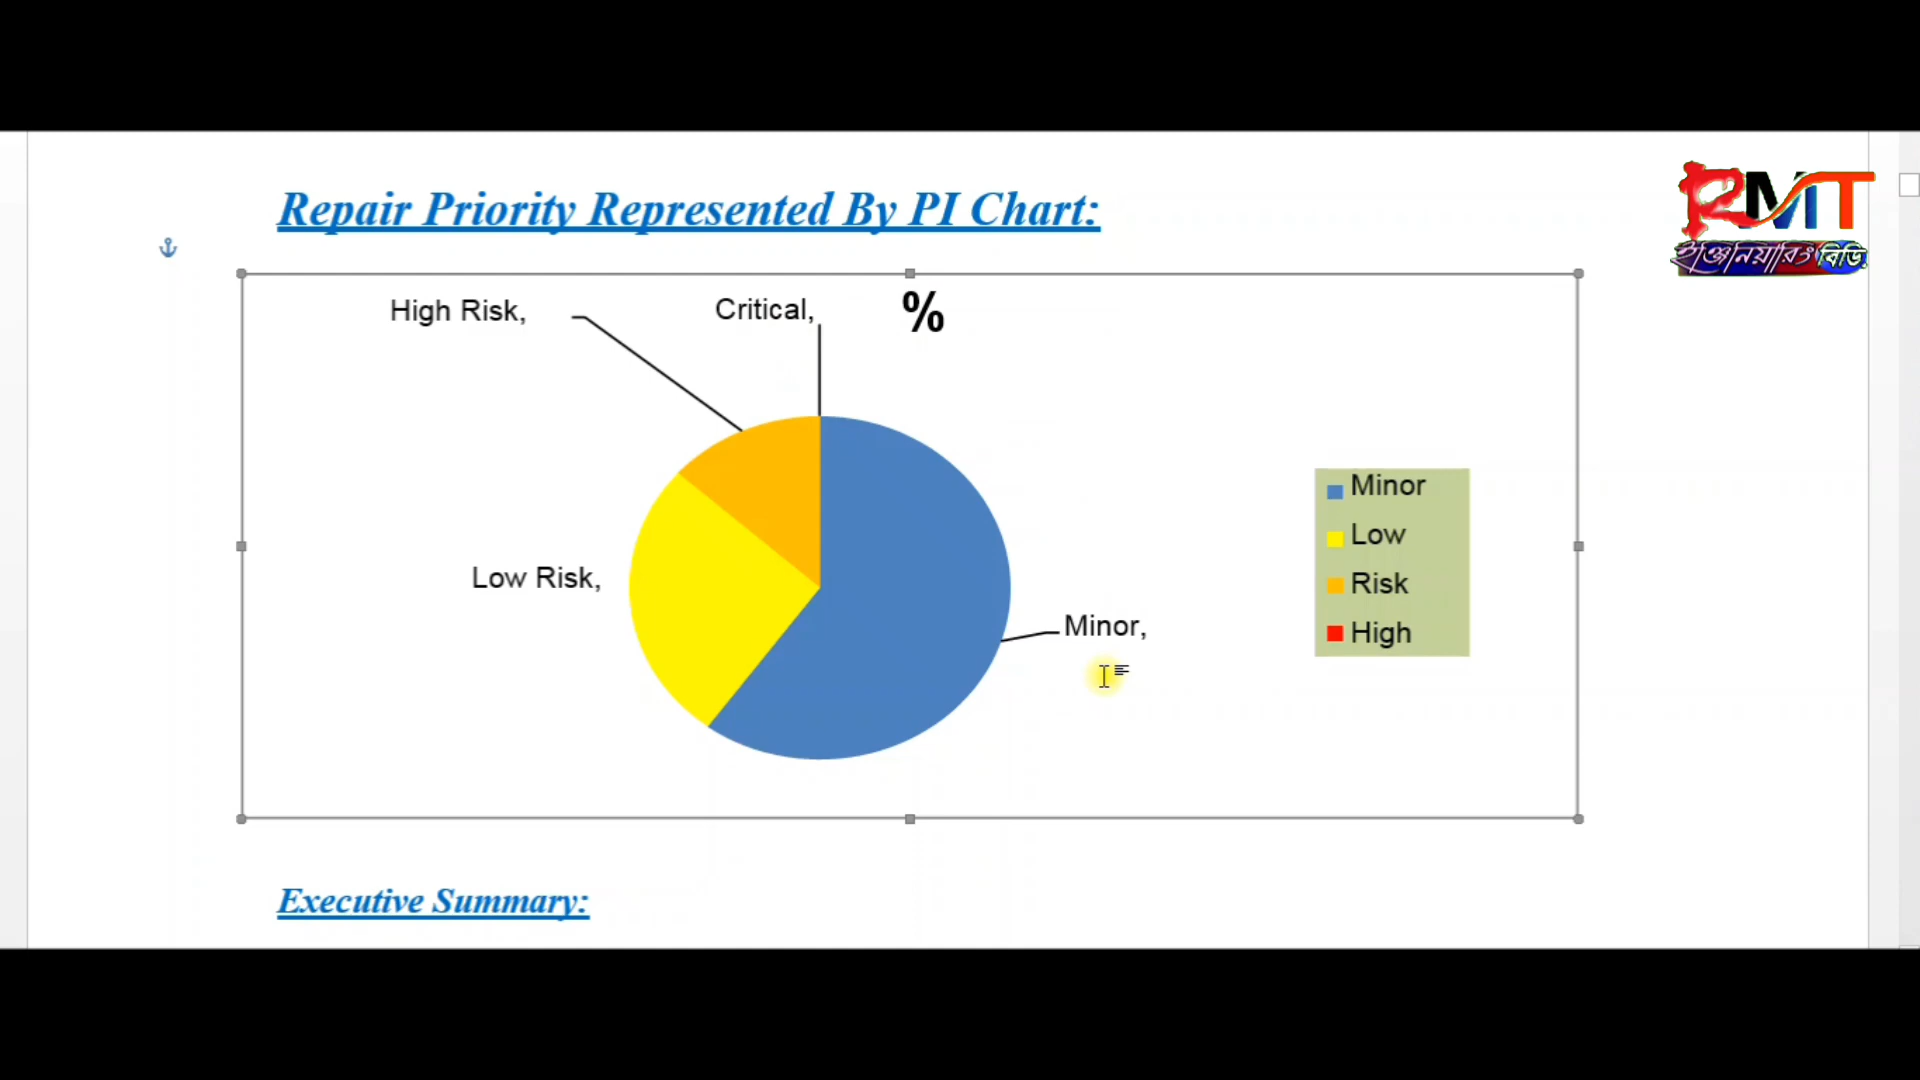 Repair Priority Represented By PI Chart:
RMT
ইঞ্জিনিয়ারিং বিডি
High Risk,
Critical,
%
Low Risk,
Minor,
Minor
Low
Risk
High
Executive Summary: